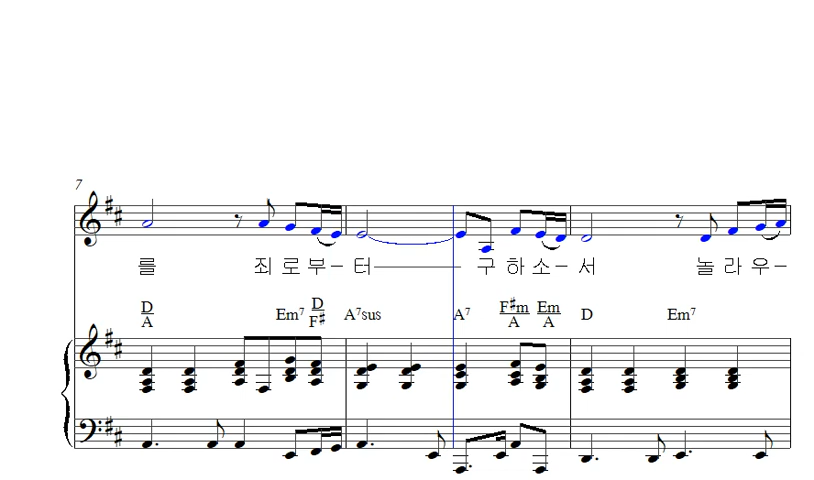 7
를 죄 로 부 - 터 구 하 소 - 서 놀 라 우 -
D/A Em7 D/F♯ A7sus A7 F♯m/A Em/A D Em7